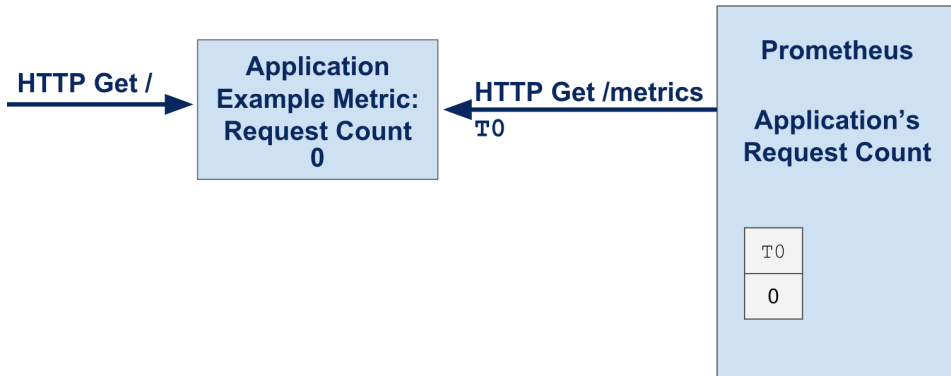 HTTP Get /
Application
Example Metric:
Request Count
0
HTTP Get /metrics
T0
Prometheus
Application's
Request Count
T0
0